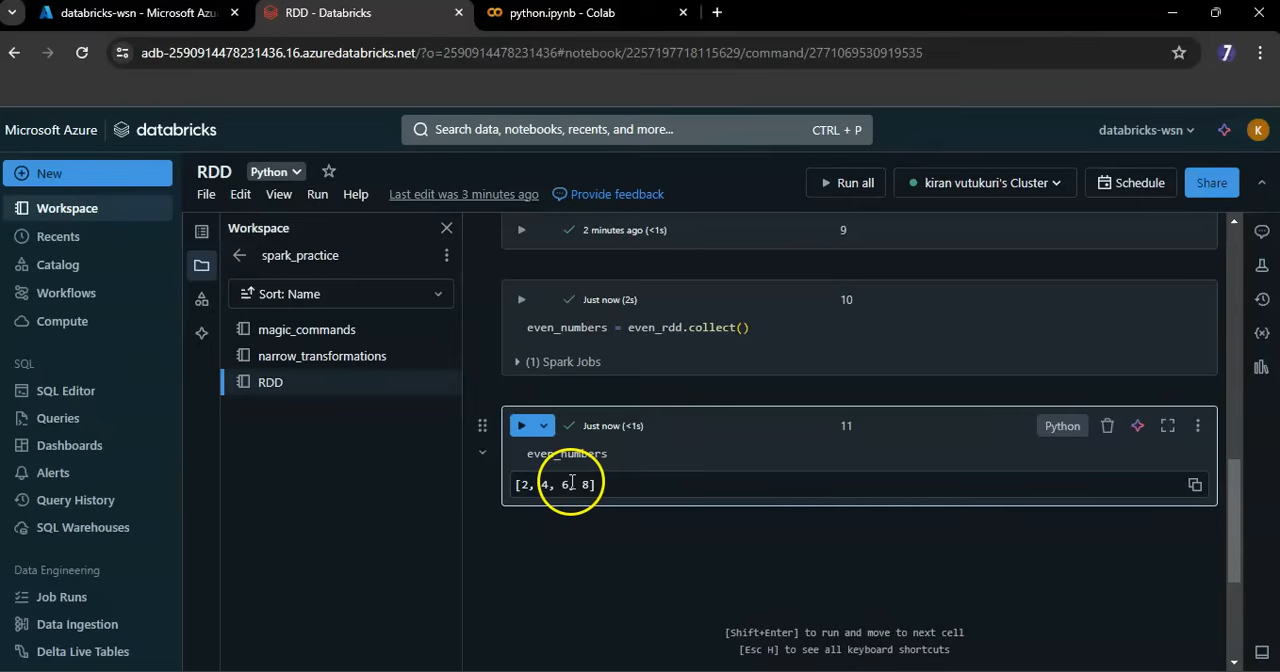 databricks-wsn - Microsoft Azu
RDD - Databricks
python.ipynb - Colab
adb-2590914478231436.16.azuredatabricks.net/?o=2590914478231436#notebook/2257197718115629/command/2771069530919535
7
Microsoft Azure
databricks
Search data, notebooks, recents, and more...
CTRL + P
databricks-wsn
K
New
Workspace
Recents
Catalog
Workflows
Compute
SQL
SQL Editor
Queries
Dashboards
Alerts
Query History
SQL Warehouses
Data Engineering
Job Runs
Data Ingestion
Delta Live Tables
RDD
Python
File
Edit
View
Run
Help
Last edit was 3 minutes ago
Provide feedback
Run all
kiran vutukuri's Cluster
Schedule
Share
Workspace
spark_practice
Sort: Name
magic_commands
narrow_transformations
RDD
2 minutes ago (<1s)
9
Just now (2s)
10
even_numbers = even_rdd.collect()
(1) Spark Jobs
Just now (<1s)
11
Python
even_numbers
[2, 4, 6, 8]
[Shift+Enter] to run and move to next cell
[Esc H] to see all keyboard shortcuts